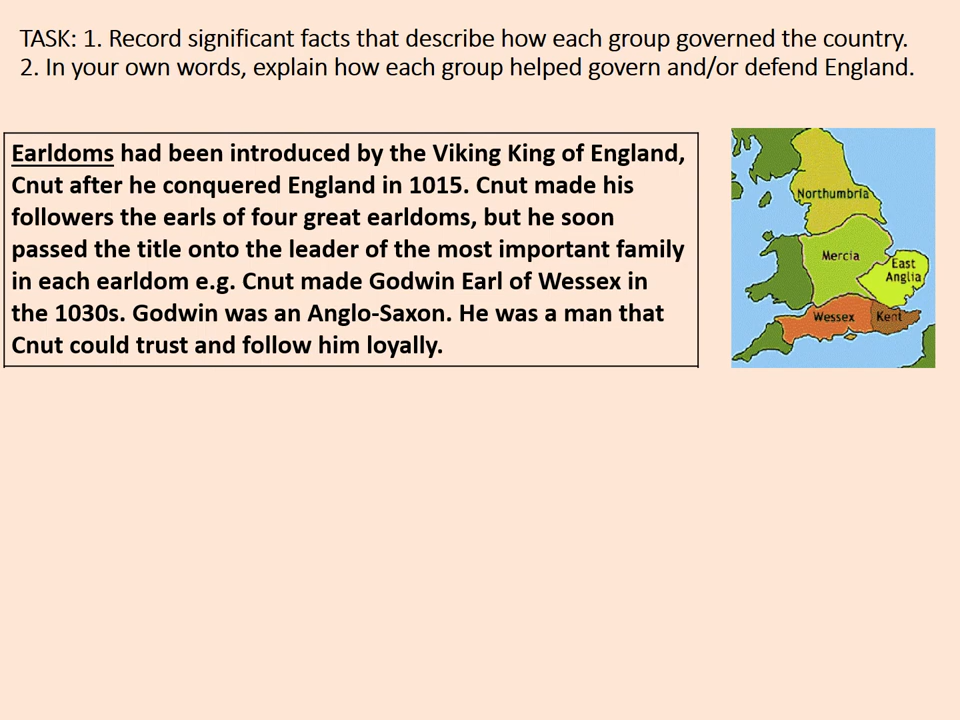 TASK: 1. Record significant facts that describe how each group governed the country.
2. In your own words, explain how each group helped govern and/or defend England.
Earldoms had been introduced by the Viking King of England,
Cnut after he conquered England in 1015. Cnut made his
followers the earls of four great earldoms, but he soon
passed the title onto the leader of the most important family
in each earldom e.g. Cnut made Godwin Earl of Wessex in
the 1030s. Godwin was an Anglo-Saxon. He was a man that
Cnut could trust and follow him loyally.
Northumbria
Mercia
East
Anglia
Wessex
Kent